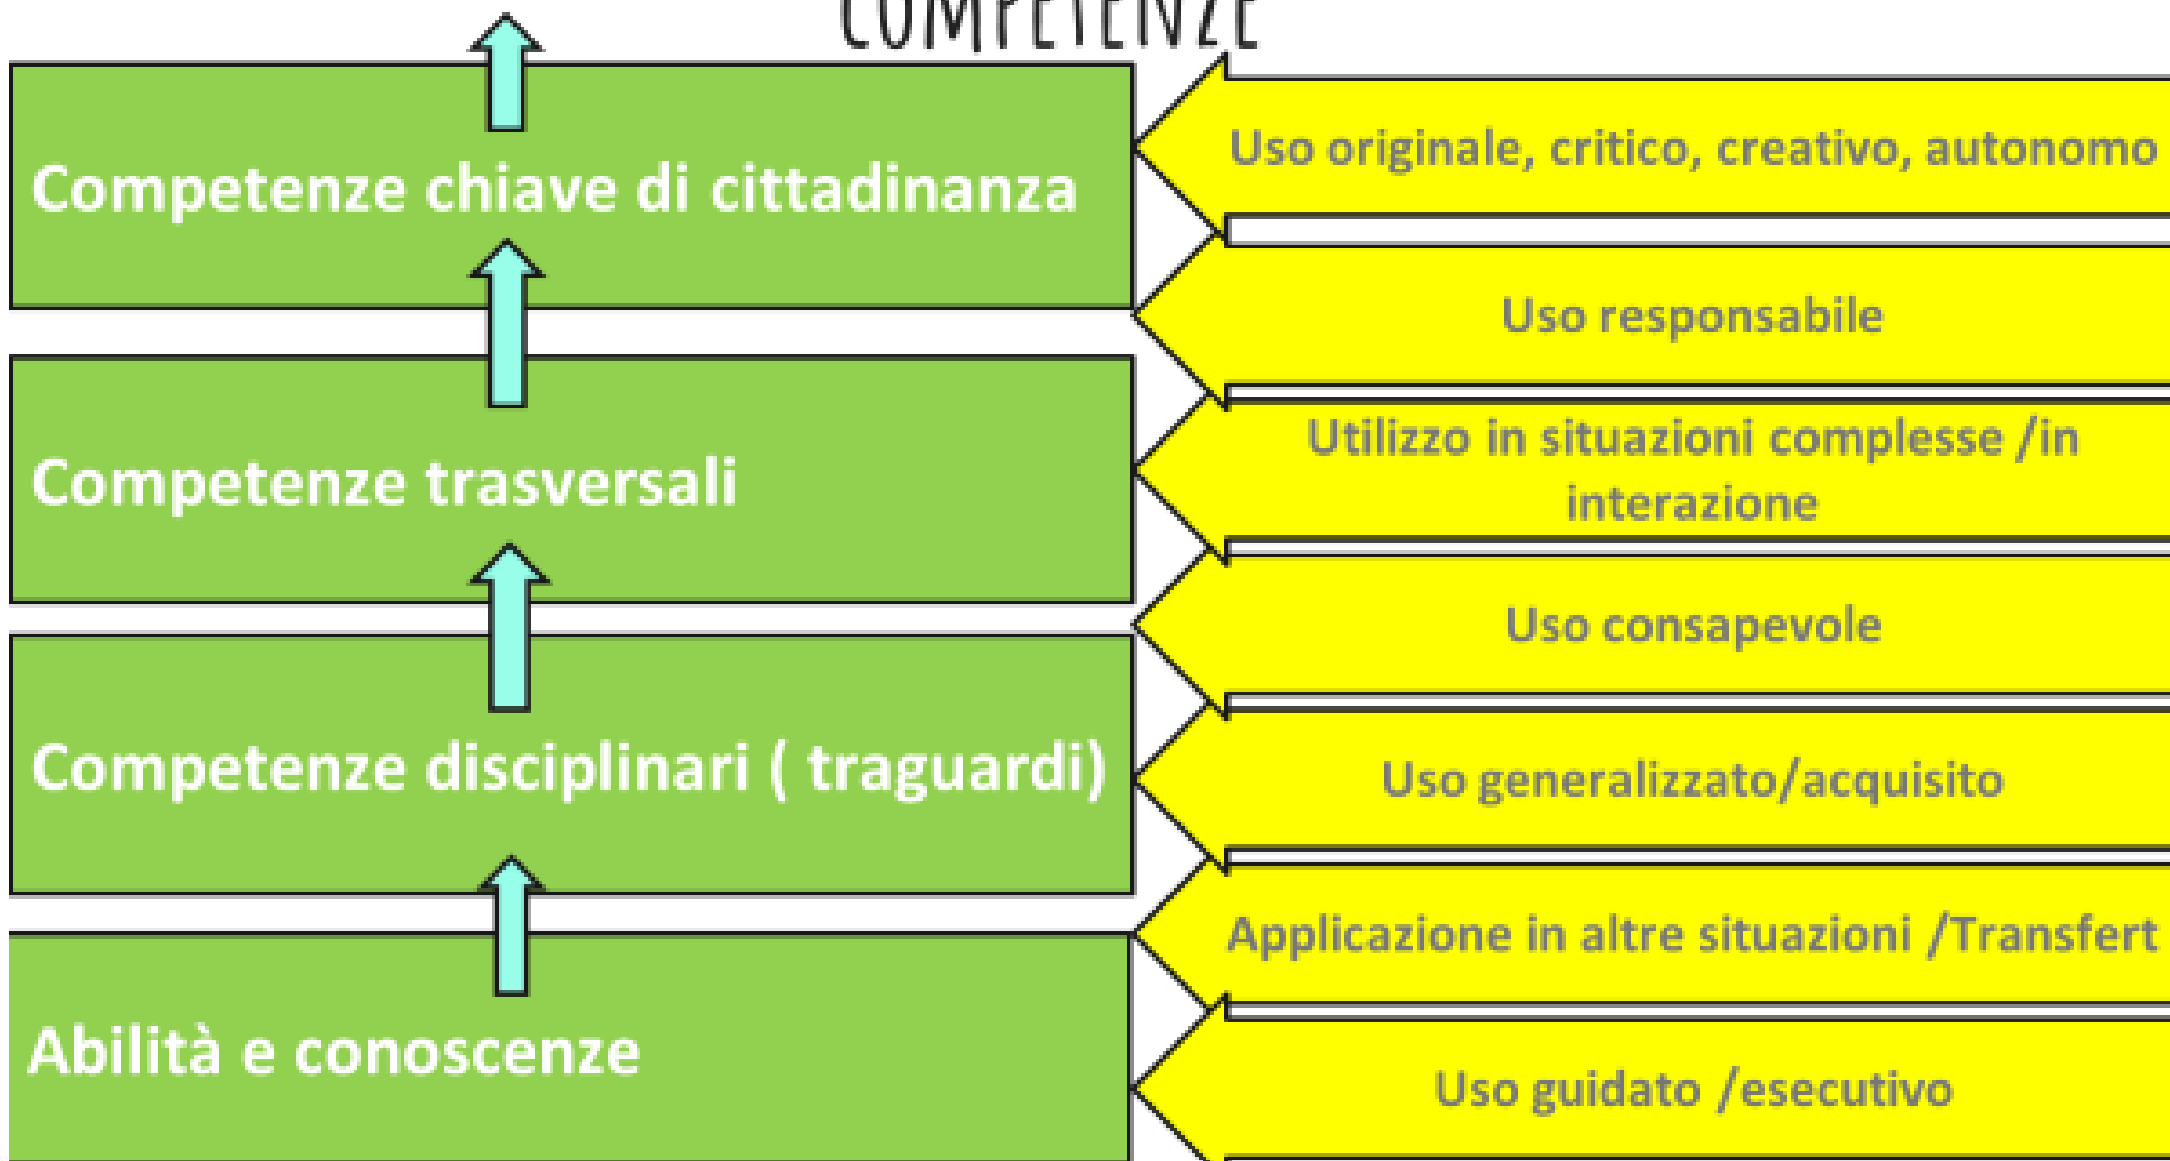 COMPETENZE
Competenze chiave di cittadinanza
Uso originale, critico, creativo, autonomo
Uso responsabile
Competenze trasversali
Utilizzo in situazioni complesse /in
interazione
Uso consapevole
Competenze disciplinari ( traguardi)
Uso generalizzato/acquisito
Applicazione in altre situazioni /Transfert
Abilità e conoscenze
Uso guidato /esecutivo